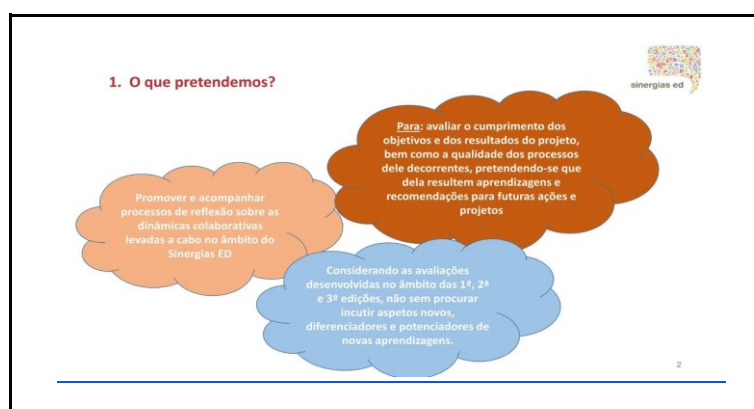 1. O que pretendemos?
sinergias ed
Para: avaliar o cumprimento dos
objetivos e dos resultados do projeto,
bem como a qualidade dos processos
dele decorrentes, pretendendo-se que
dela resultem aprendizagens e
recomendações para futuras ações e
projetos
Promover e acompanhar
processos de reflexão sobre as
dinâmicas colaborativas
levadas a cabo no âmbito do
Sinergias ED
Considerando as avaliações
desenvolvidas no âmbito das 1ª, 2ª
e 3ª edições, não sem procurar
incutir aspetos novos,
diferenciadores e potenciadores de
novas aprendizagens.
2